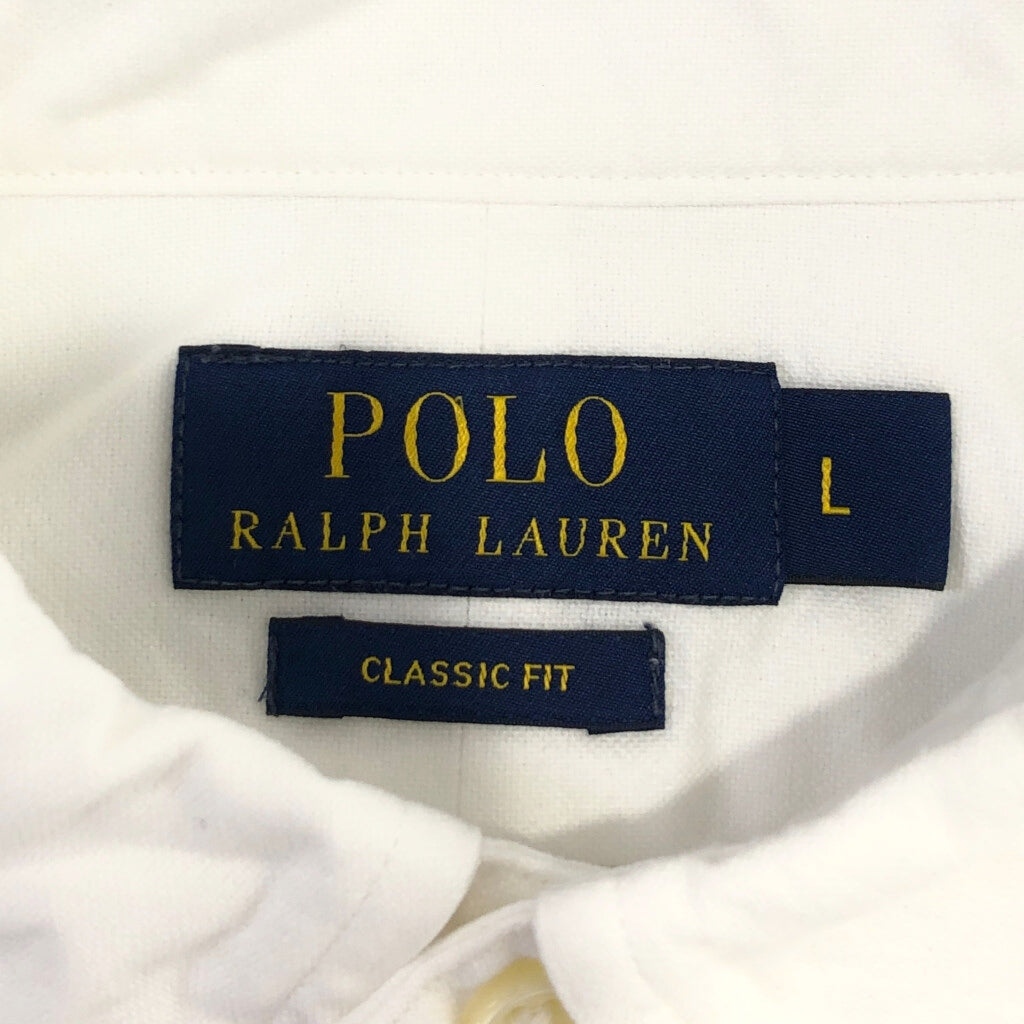 POLO
RALPH LAUREN
L
CLASSIC FIT